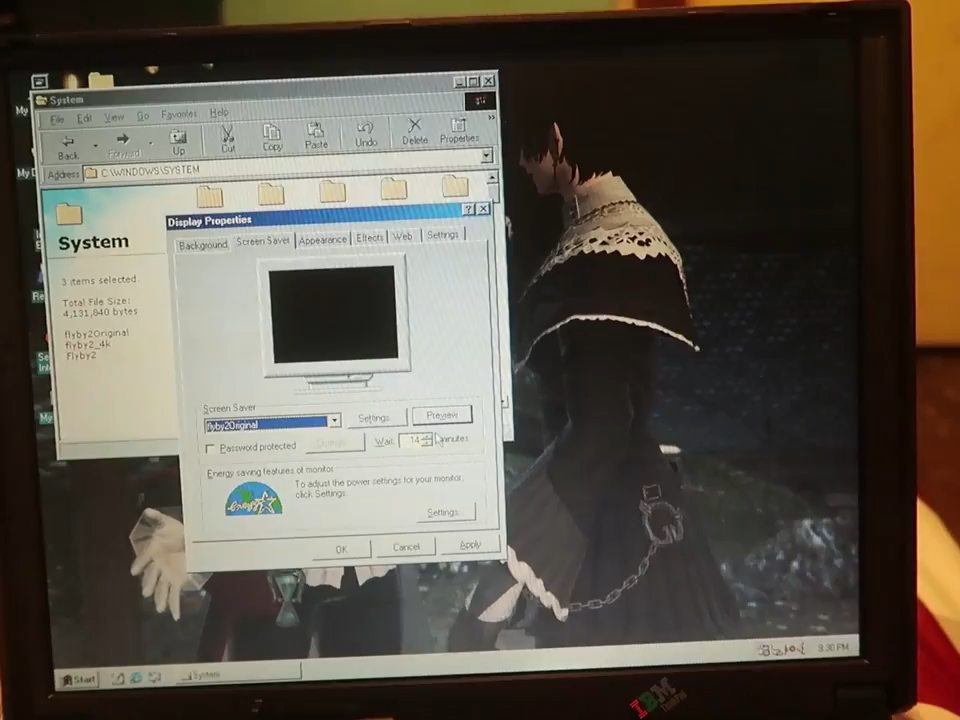 System
File Edit View Go Favorites Help
Back Forward Up Cut Copy Paste Undo Delete Properties
Address C:\WINDOWS\SYSTEM
System
3 items selected.
Total File Size:
4,131,840 bytes
flyby2Original
flyby2_4k
Flyby2
Display Properties
Background Screen Saver Appearance Effects Web Settings
Screen Saver
flyby2Original
Settings...
Preview
Password protected
Change...
Wait: 14 minutes
Energy saving features of monitor
To adjust the power settings for your monitor,
click Settings.
Settings...
OK Cancel Apply
My
Start
System
8:30 PM
IBM
ThinkPad